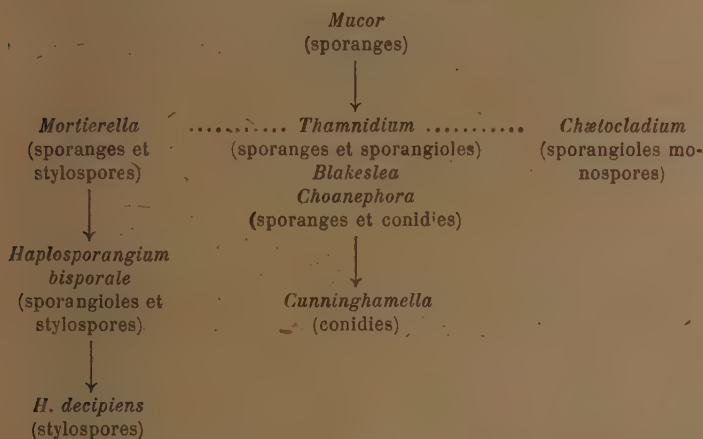 Mucor
(sporanges)
Mortierella .......... Thamnidium .......... Chætocladium
(sporanges et (sporanges et sporangioles) (sporangioles mo-
stylospores) Blakeslea nospores)
Choanephora
(sporanges et conidies)
Haplosporangium
bisporale Cunninghamella
(sporangioles et (conidies)
stylospores).
H. decipiens
(stylospores)